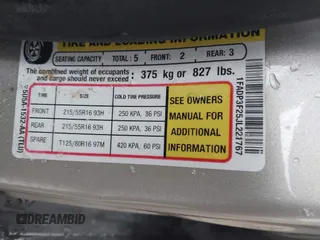 TIRE AND LOADING INFORMATION
SEATING CAPACITY TOTAL : 5 FRONT : 2 REAR : 3
The combined weight of occupants and cargo should never exceed : 375 kg or 827 lbs.
TIRE SIZE COLD TIRE PRESSURE
FRONT 215/55R16 93H 250 KPA, 36 PSI
REAR 215/55R16 93H 250 KPA, 36 PSI
SPARE T125/80R16 97M 420 KPA, 60 PSI
SEE OWNERS
MANUAL FOR
ADDITIONAL
INFORMATION
1FADP3F25JL221767
DREAMBID